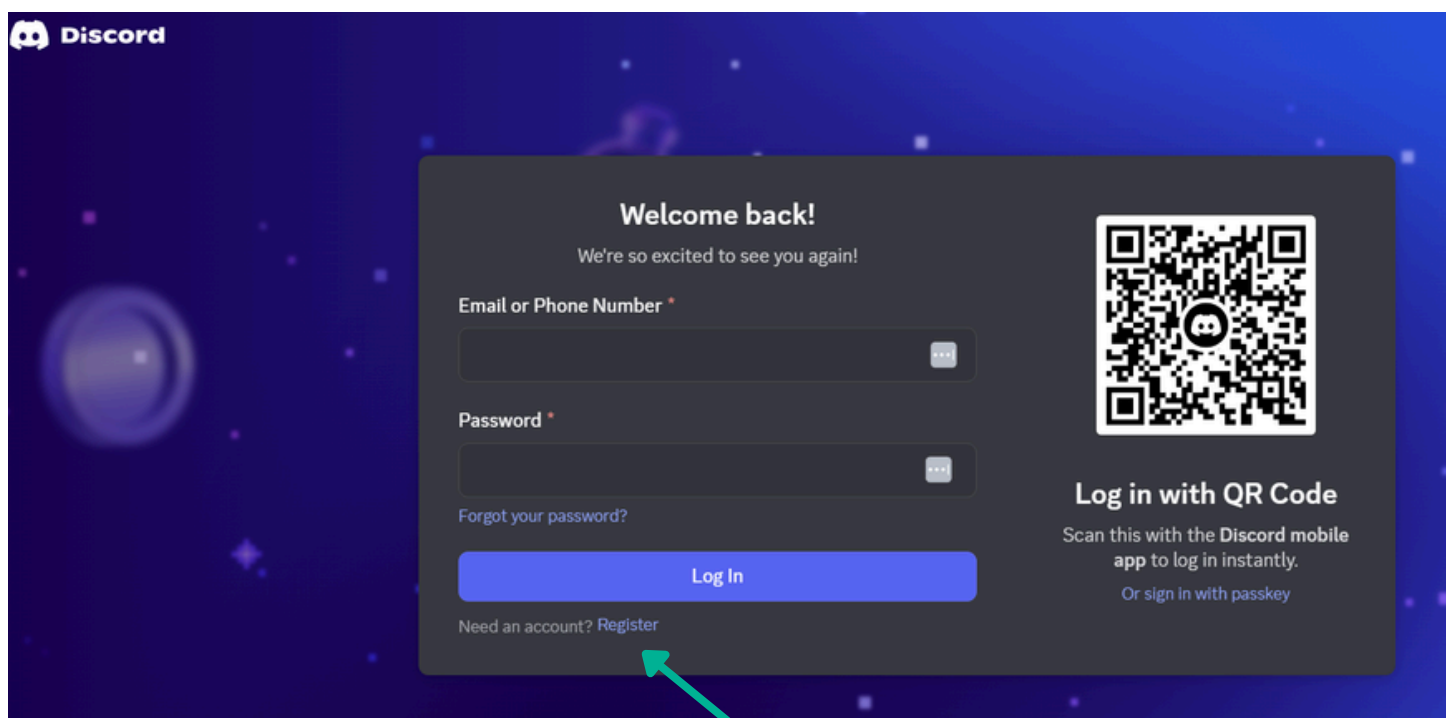 Discord
Welcome back!
We're so excited to see you again!
Email or Phone Number *
Password *
Forgot your password?
Log In
Need an account? Register
Log in with QR Code
Scan this with the Discord mobile
app to log in instantly.
Or sign in with passkey